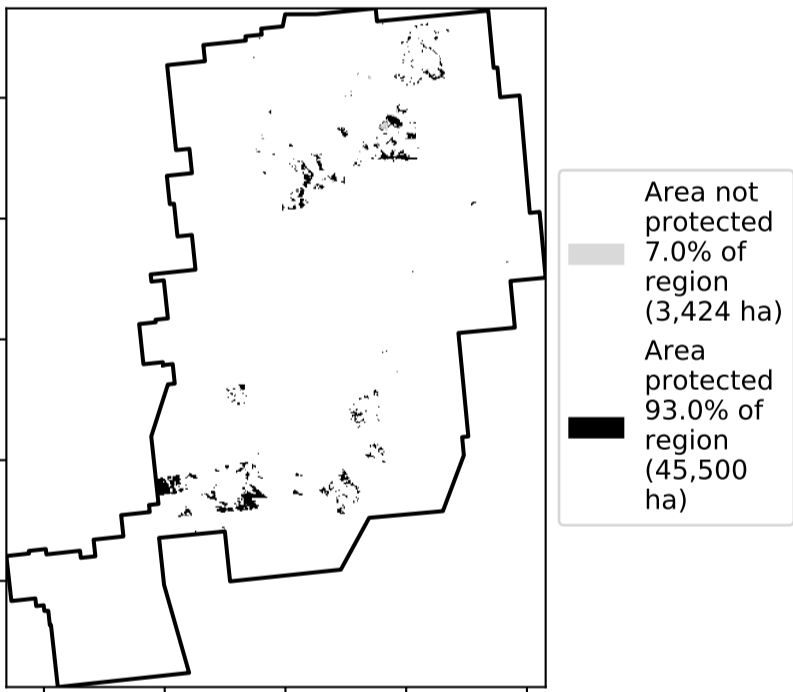 Area not
protected
7.0% of
region
(3,424 ha)
Area
protected
93.0% of
region
(45,500
ha)